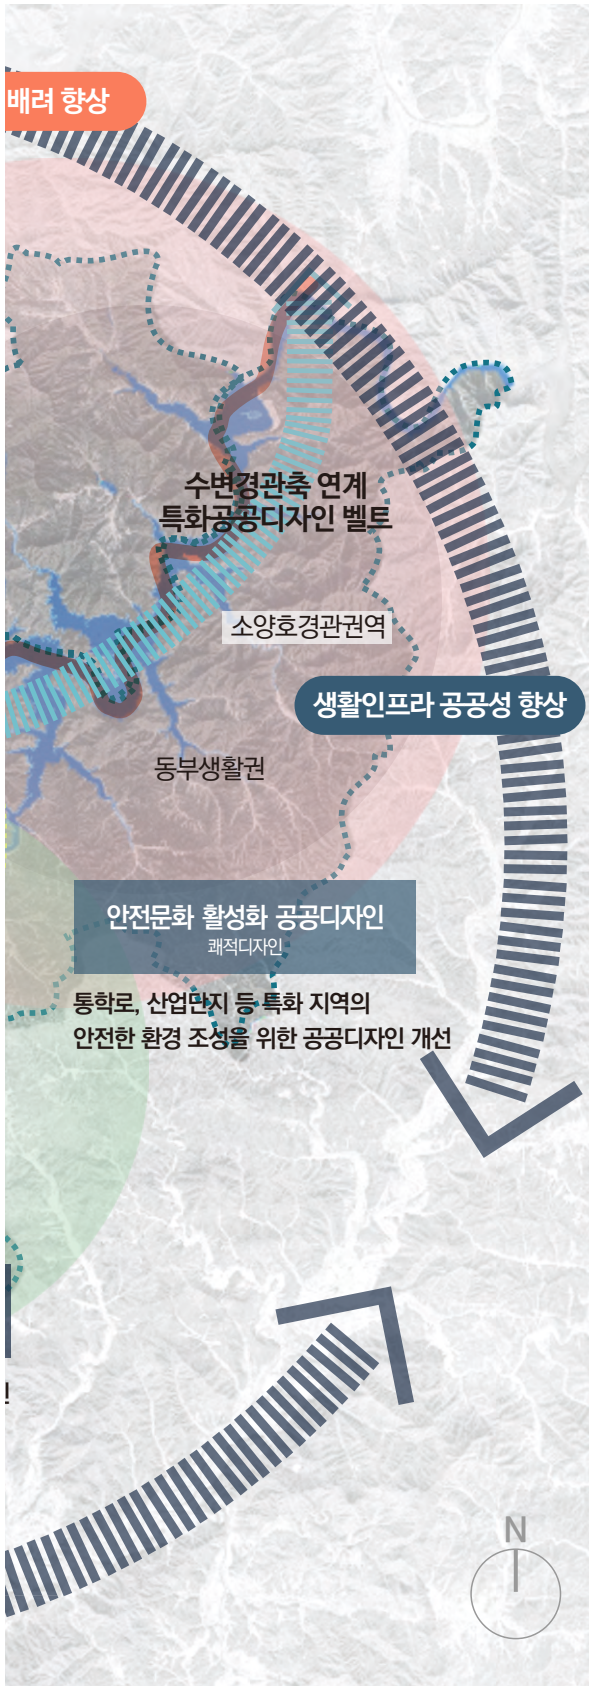 배려 향상
수변경관축 연계
특화공공디자인 벨트
소양호경관권역
생활인프라 공공성 향상
동부생활권
안전문화 활성화 공공디자인
쾌적디자인
통학로, 산업단지 등 특화 지역의
안전한 환경 조성을 위한 공공디자인 개선
N